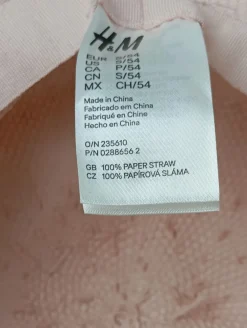 H&M
EUR S/54
US S/54
CA P/54
CN S/54
MX CH/54
Made in China
Fabricado em China
Fabriqué en Chine
Hecho en China
O/N 235610
P/N 0288656.2
GB 100% PAPER STRAW
CZ 100% PAPÍROVÁ SLÁMA